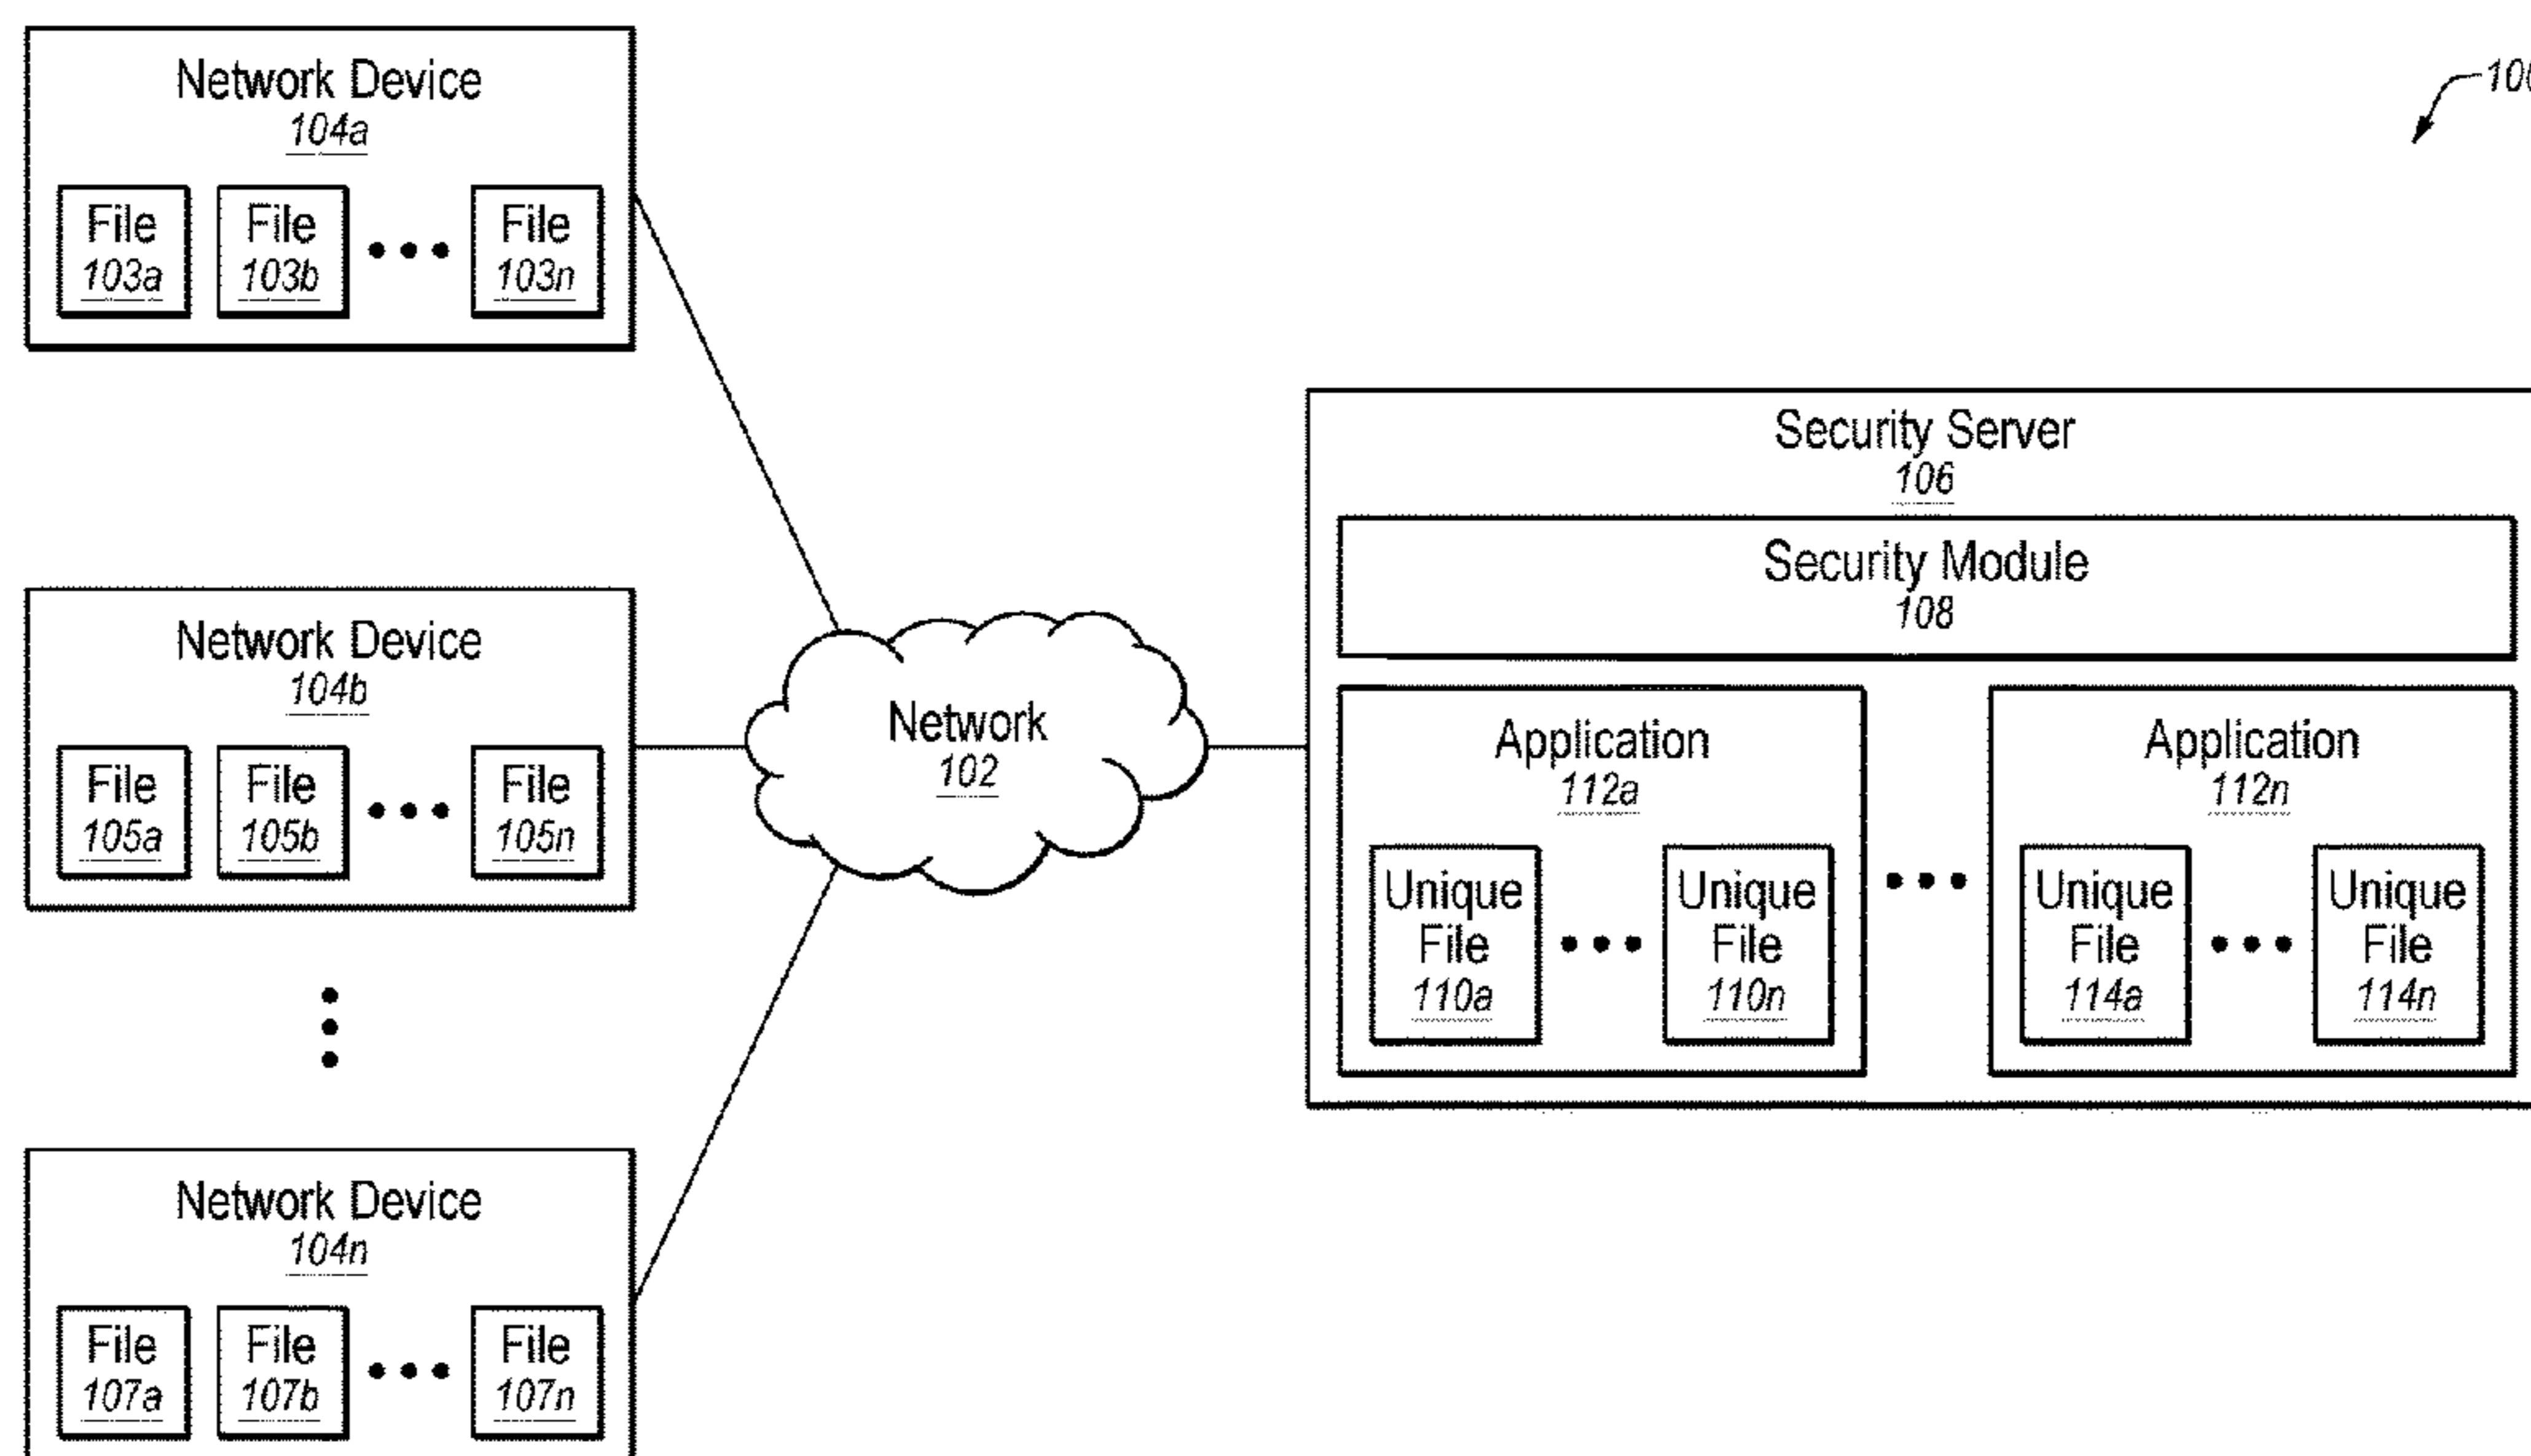 Network Device
104a
File
103a
File
103b
File
103n
Network Device
104b
File
105a
File
105b
File
105n
Network Device
104n
File
107a
File
107b
File
107n
Network
102
Security Server
106
Security Module
108
Application
112a
Unique
File
110a
Unique
File
110n
Application
112n
Unique
File
114a
Unique
File
114n